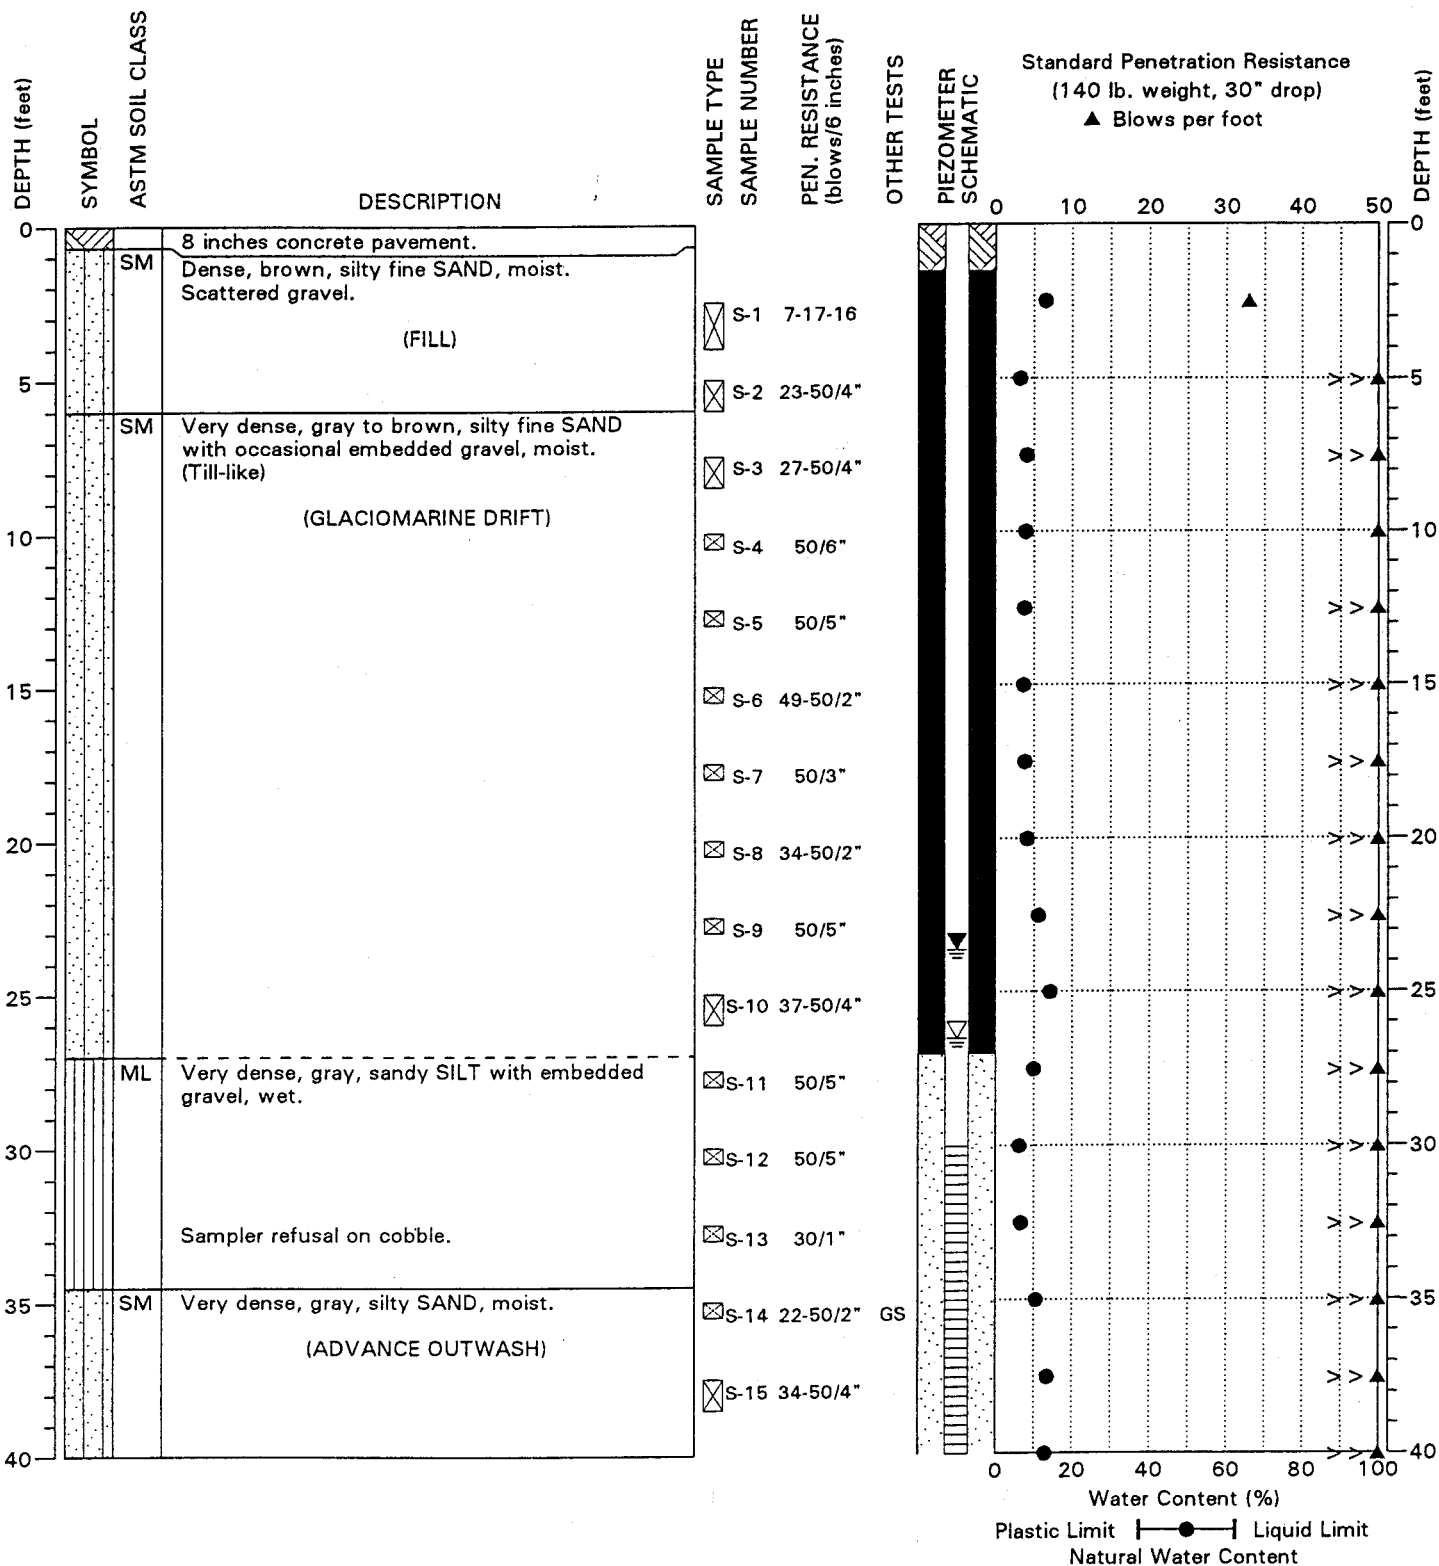 DEPTH (feet)
SYMBOL
ASTM SOIL CLASS
DESCRIPTION
SAMPLE TYPE
SAMPLE NUMBER
PEN. RESISTANCE
(blows/6 inches)
OTHER TESTS
PIEZOMETER
SCHEMATIC
Standard Penetration Resistance
(140 lb. weight, 30" drop)
▲ Blows per foot
DEPTH (feet)
0 10 20 30 40 50
0
8 inches concrete pavement.
0
SM
Dense, brown, silty fine SAND, moist.
Scattered gravel.
S-1 7-17-16
(FILL)
5
S-2 23-50/4"
> >
5
SM
Very dense, gray to brown, silty fine SAND
with occasional embedded gravel, moist.
(Till-like)
S-3 27-50/4"
> >
(GLACIOMARINE DRIFT)
10
S-4 50/6"
10
S-5 50/5"
> >
15
S-6 49-50/2"
> >
15
S-7 50/3"
> >
20
S-8 34-50/2"
> >
20
S-9 50/5"
> >
25
S-10 37-50/4"
> >
25
ML
Very dense, gray, sandy SILT with embedded
gravel, wet.
S-11 50/5"
> >
30
S-12 50/5"
> >
30
Sampler refusal on cobble.
S-13 30/1"
> >
35
SM
Very dense, gray, silty SAND, moist.
S-14 22-50/2" GS
> >
35
(ADVANCE OUTWASH)
S-15 34-50/4"
> >
40
> >
40
0 20 40 60 80 100
Water Content (%)
Plastic Limit Liquid Limit
Natural Water Content